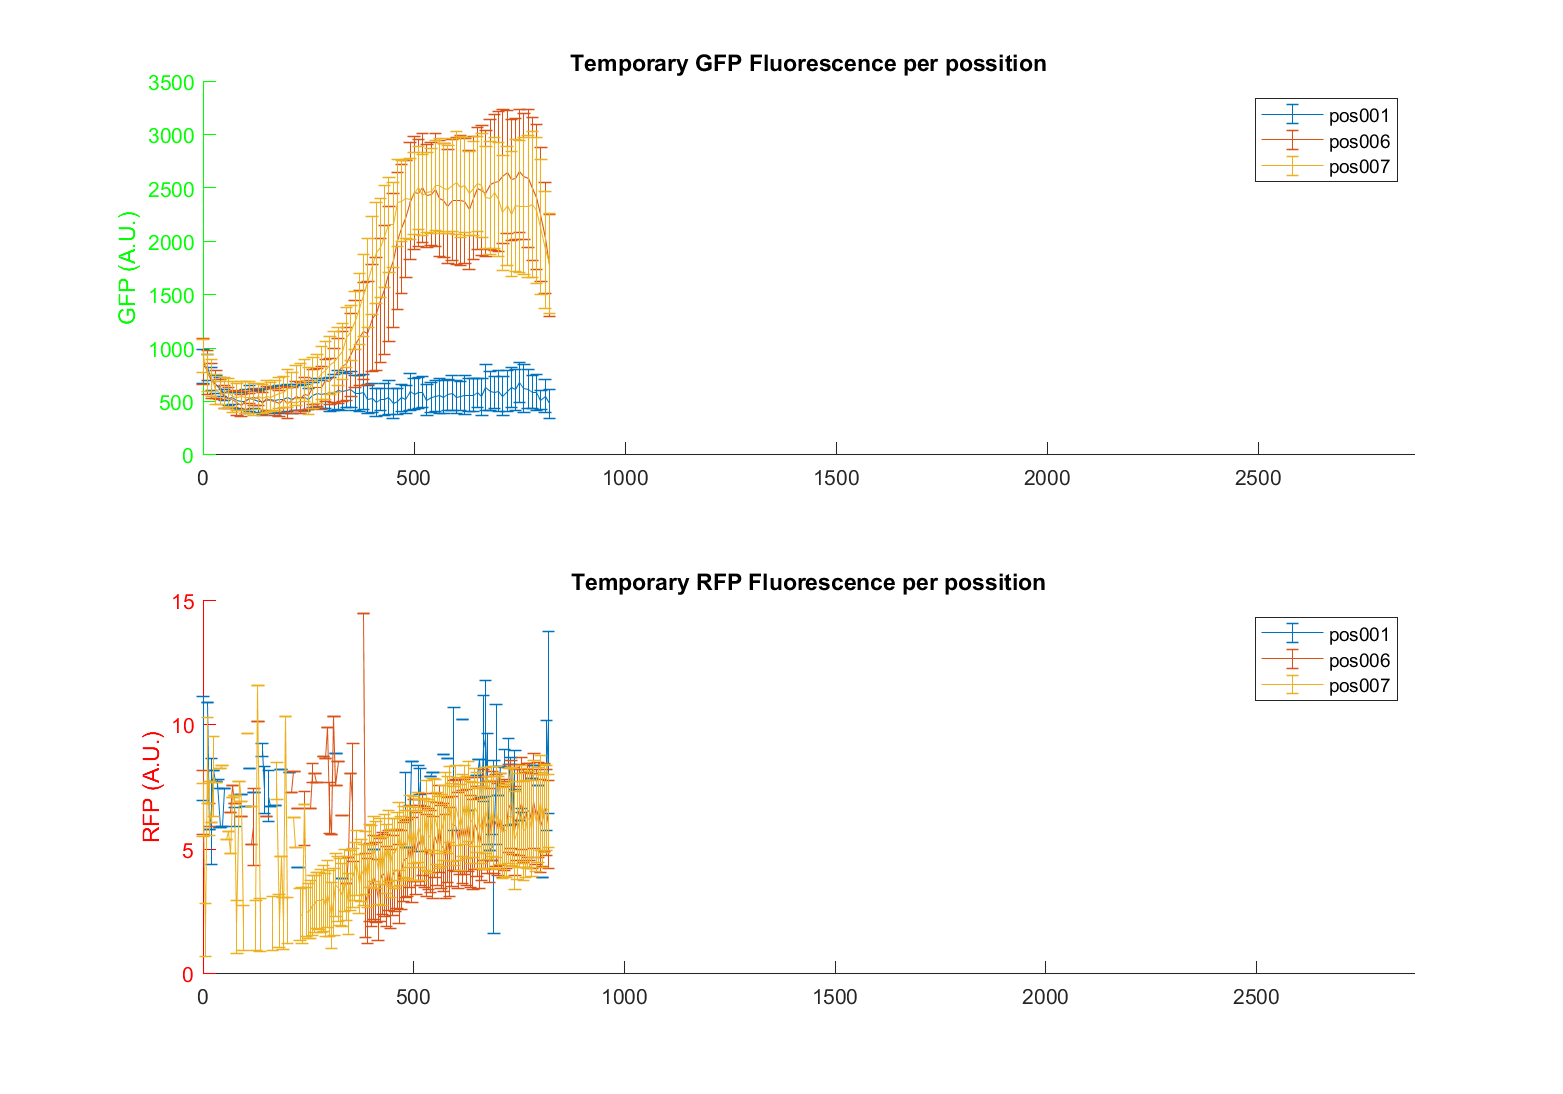 Temporary GFP Fluorescence per possition
3500
3000
2500
2000
1500
1000
500
0
GFP (A.U.)
0 500 1000 1500 2000 2500
pos001
pos006
pos007
Temporary RFP Fluorescence per possition
15
10
5
0
RFP (A.U.)
0 500 1000 1500 2000 2500
pos001
pos006
pos007